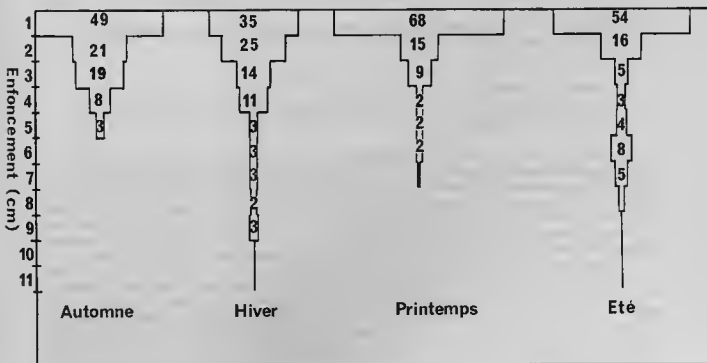 1 49 35 68 54
2 21 25 15 16
3 19 14 9 5
4 8 11 2 3
5 3 3 2 4
6 3 2 8
7 3 5
8 2
9 3
10
11
Enfoncement (cm)
Automne Hiver Printemps Eté